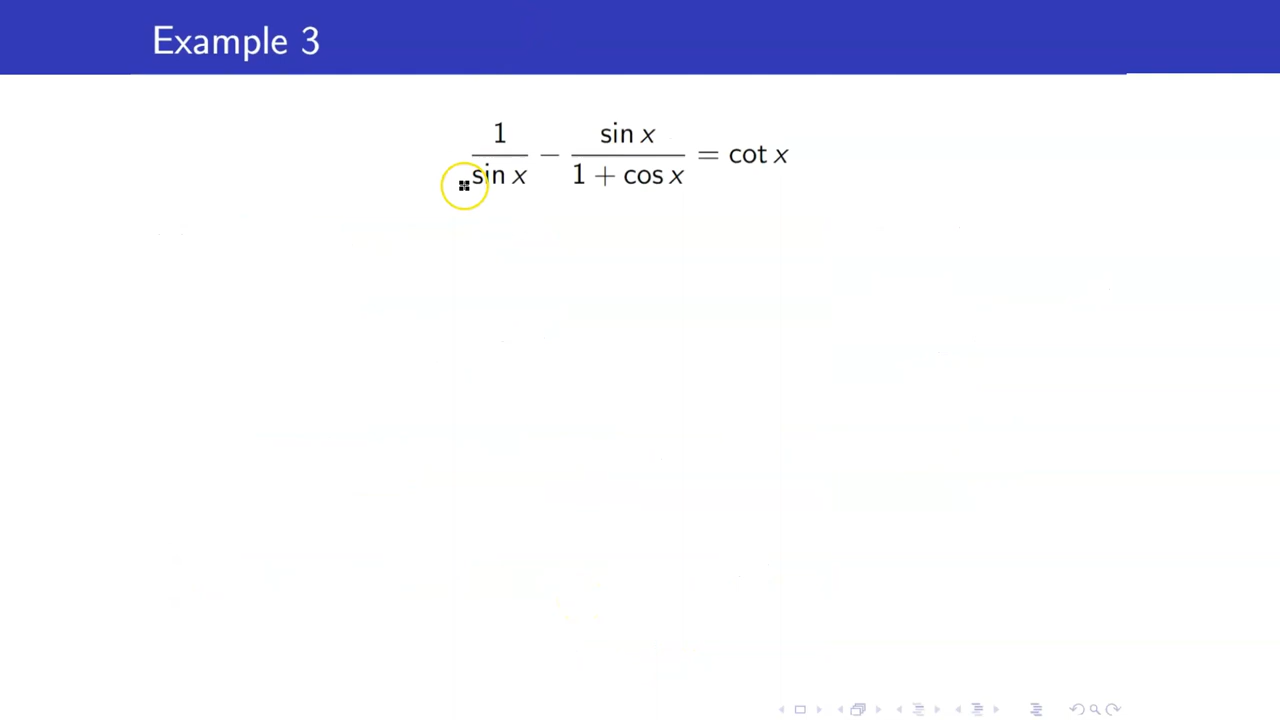 Example 3
1/sin x − sin x/(1 + cos x) = cot x